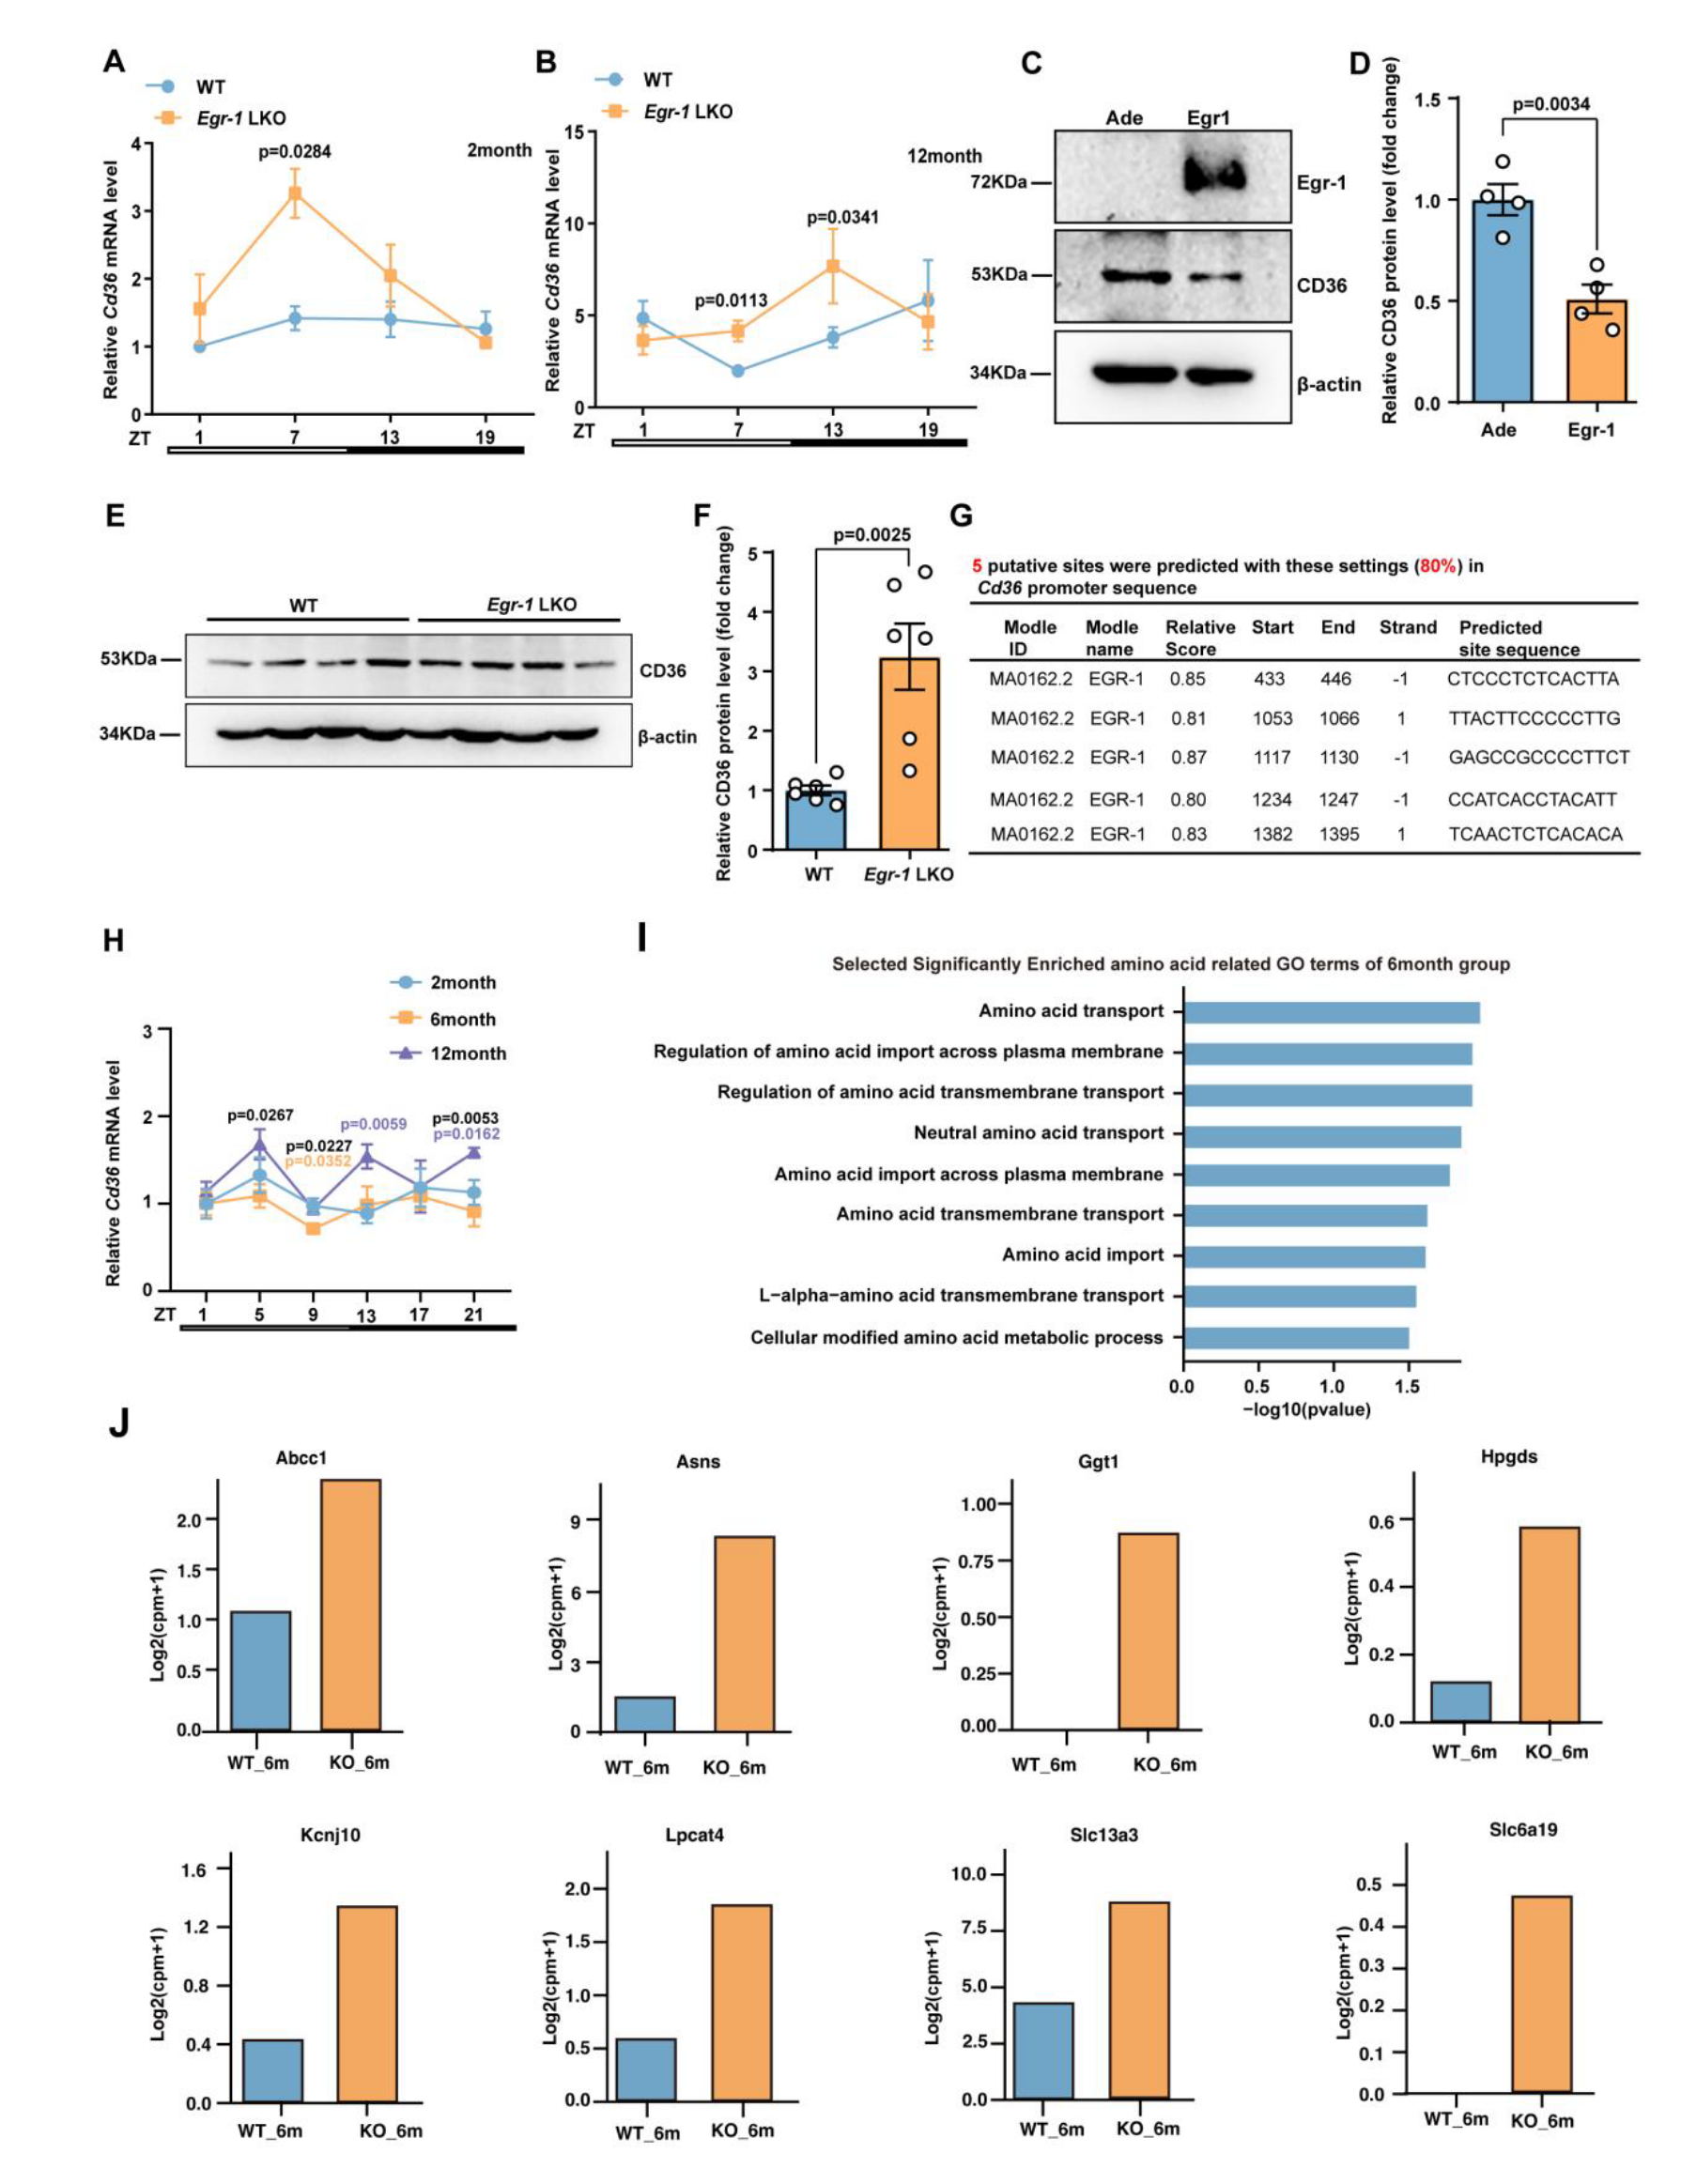 A
WT
Egr-1 LKO
2month
p=0.0284
Relative Cd36 mRNA level
4
3
2
1
0
ZT
1
7
13
19
B
WT
Egr-1 LKO
12month
p=0.0341
p=0.0113
Relative Cd36 mRNA level
15
10
5
0
ZT
1
7
13
19
C
Ade
Egr1
72KDa
Egr-1
53KDa
CD36
34KDa
β-actin
D
p=0.0034
Relative CD36 protein level (fold change)
1.5
1.0
0.5
0.0
Ade
Egr-1
E
WT
Egr-1 LKO
53KDa
CD36
34KDa
β-actin
F
p=0.0025
Relative CD36 protein level (fold change)
5
4
3
2
1
0
WT
Egr-1 LKO
G
5 putative sites were predicted with these settings (80%) in
Cd36 promoter sequence
Modle ID Modle name Relative Score Start End Strand Predicted site sequence
MA0162.2 EGR-1 0.85 433 446 -1 CTCCCTCTCACTTA
MA0162.2 EGR-1 0.81 1053 1066 1 TTACTTCCCCCTTG
MA0162.2 EGR-1 0.87 1117 1130 -1 GAGCCGCCCCTTCT
MA0162.2 EGR-1 0.80 1234 1247 -1 CCATCACCTACATT
MA0162.2 EGR-1 0.83 1382 1395 1 TCAACTCTCACACA
H
2month
6month
12month
p=0.0267
p=0.0227
p=0.0352
p=0.0059
p=0.0053
p=0.0162
Relative Cd36 mRNA level
3
2
1
0
ZT
1
5
9
13
17
21
I
Selected Significantly Enriched amino acid related GO terms of 6month group
Amino acid transport
Regulation of amino acid import across plasma membrane
Regulation of amino acid transmembrane transport
Neutral amino acid transport
Amino acid import across plasma membrane
Amino acid transmembrane transport
Amino acid import
L−alpha−amino acid transmembrane transport
Cellular modified amino acid metabolic process
0.0
0.5
1.0
1.5
−log10(pvalue)
J
Abcc1
Log2(cpm+1)
2.0
1.5
1.0
0.5
0.0
WT_6m
KO_6m
Asns
Log2(cpm+1)
9
6
3
0
WT_6m
KO_6m
Ggt1
Log2(cpm+1)
1.00
0.75
0.50
0.25
0.00
WT_6m
KO_6m
Hpgds
Log2(cpm+1)
0.6
0.4
0.2
0.0
WT_6m
KO_6m
Kcnj10
Log2(cpm+1)
1.6
1.2
0.8
0.4
0.0
WT_6m
KO_6m
Lpcat4
Log2(cpm+1)
2.0
1.5
1.0
0.5
0.0
WT_6m
KO_6m
Slc13a3
Log2(cpm+1)
10.0
7.5
5.0
2.5
0.0
WT_6m
KO_6m
Slc6a19
Log2(cpm+1)
0.5
0.4
0.3
0.2
0.1
0.0
WT_6m
KO_6m